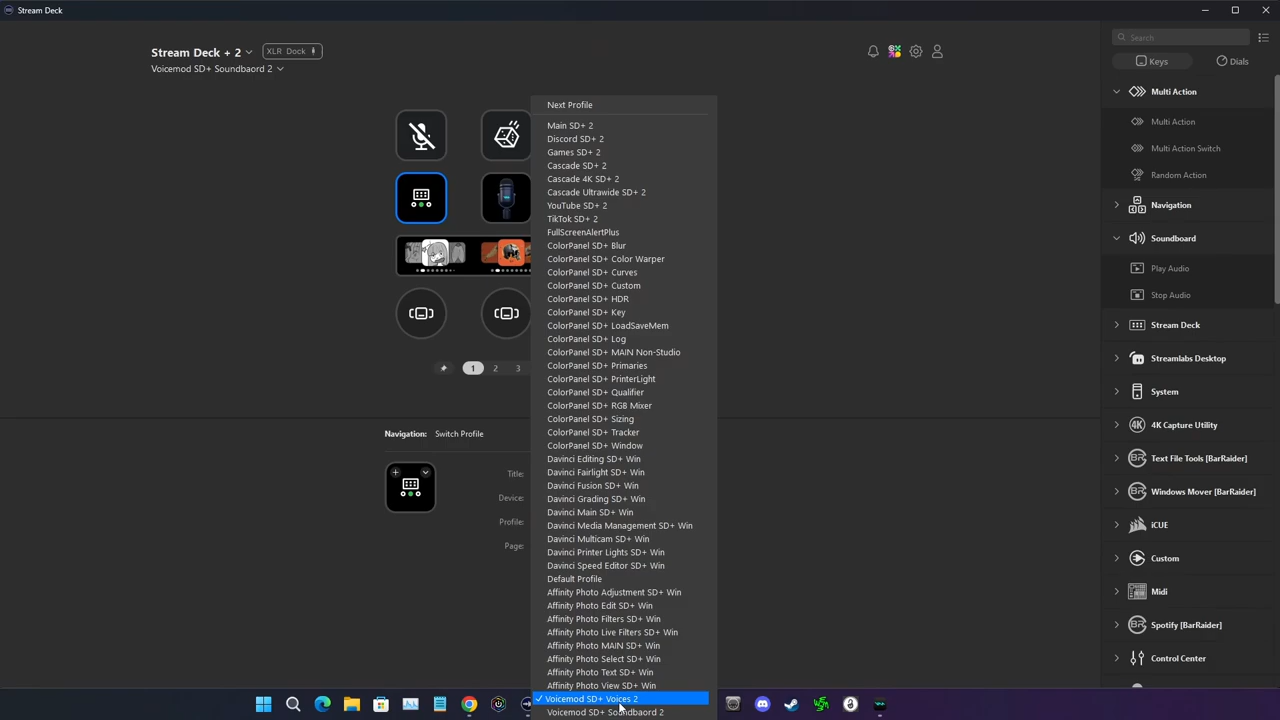 Stream Deck
Stream Deck + 2
XLR Dock
Voicemod SD+ Soundbaord 2
Search
Keys
Dials
Next Profile
Main SD+ 2
Discord SD+ 2
Games SD+ 2
Cascade SD+ 2
Cascade 4K SD+ 2
Cascade Ultrawide SD+ 2
YouTube SD+ 2
TikTok SD+ 2
FullScreenAlertPlus
ColorPanel SD+ Blur
ColorPanel SD+ Color Warper
ColorPanel SD+ Curves
ColorPanel SD+ Custom
ColorPanel SD+ HDR
ColorPanel SD+ Key
ColorPanel SD+ LoadSaveMem
ColorPanel SD+ Log
ColorPanel SD+ MAIN Non-Studio
ColorPanel SD+ Primaries
ColorPanel SD+ PrinterLight
ColorPanel SD+ Qualifier
ColorPanel SD+ RGB Mixer
ColorPanel SD+ Sizing
ColorPanel SD+ Tracker
ColorPanel SD+ Window
Davinci Editing SD+ Win
Davinci Fairlight SD+ Win
Davinci Fusion SD+ Win
Davinci Grading SD+ Win
Davinci Main SD+ Win
Davinci Media Management SD+ Win
Davinci Multicam SD+ Win
Davinci Printer Lights SD+ Win
Davinci Speed Editor SD+ Win
Default Profile
Affinity Photo Adjustment SD+ Win
Affinity Photo Edit SD+ Win
Affinity Photo Filters SD+ Win
Affinity Photo Live Filters SD+ Win
Affinity Photo MAIN SD+ Win
Affinity Photo Select SD+ Win
Affinity Photo Text SD+ Win
Affinity Photo View SD+ Win
Voicemod SD+ Voices 2
Voicemod SD+ Soundbaord 2
1 2 3
Navigation: Switch Profile
Title:
Device:
Profile:
Page:
Multi Action
Multi Action
Multi Action Switch
Random Action
Navigation
Soundboard
Play Audio
Stop Audio
Stream Deck
Streamlabs Desktop
System
4K Capture Utility
Text File Tools [BarRaider]
Windows Mover [BarRaider]
iCUE
Custom
Midi
Spotify [BarRaider]
Control Center